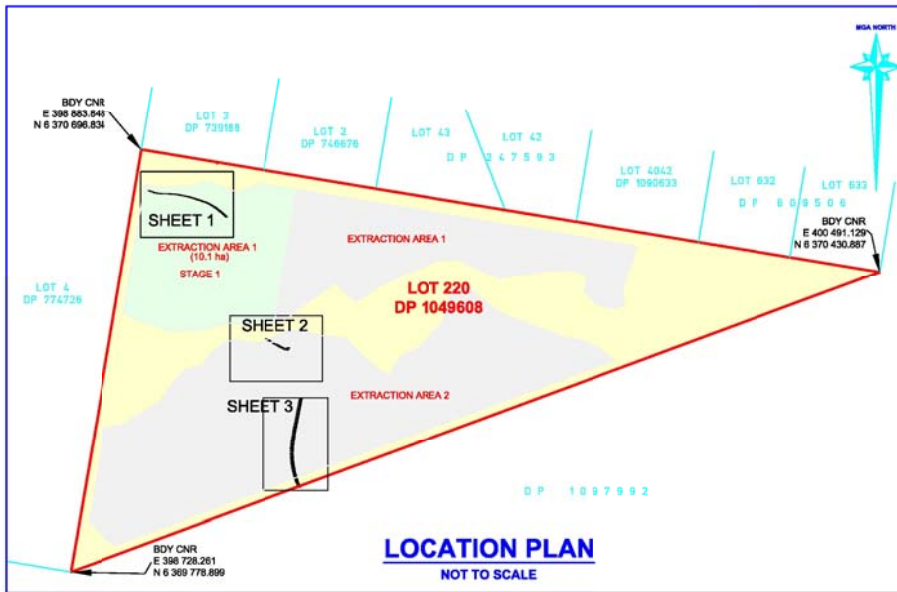 MGA NORTH
BDY CNR
E 398 883.848
N 6 370 696.834
LOT 3
DP 739188
LOT 2
DP 746676
LOT 43
LOT 42
DP 247593
LOT 4042
DP 1090633
LOT 632
LOT 633
DP 609506
BDY CNR
E 400 491.129
N 6 370 430.887
SHEET 1
EXTRACTION AREA 1
(10.1 ha)
STAGE 1
EXTRACTION AREA 1
LOT 4
DP 774726
LOT 220
DP 1049608
SHEET 2
SHEET 3
EXTRACTION AREA 2
DP 1097992
BDY CNR
E 398 728.261
N 6 369 778.899
LOCATION PLAN
NOT TO SCALE